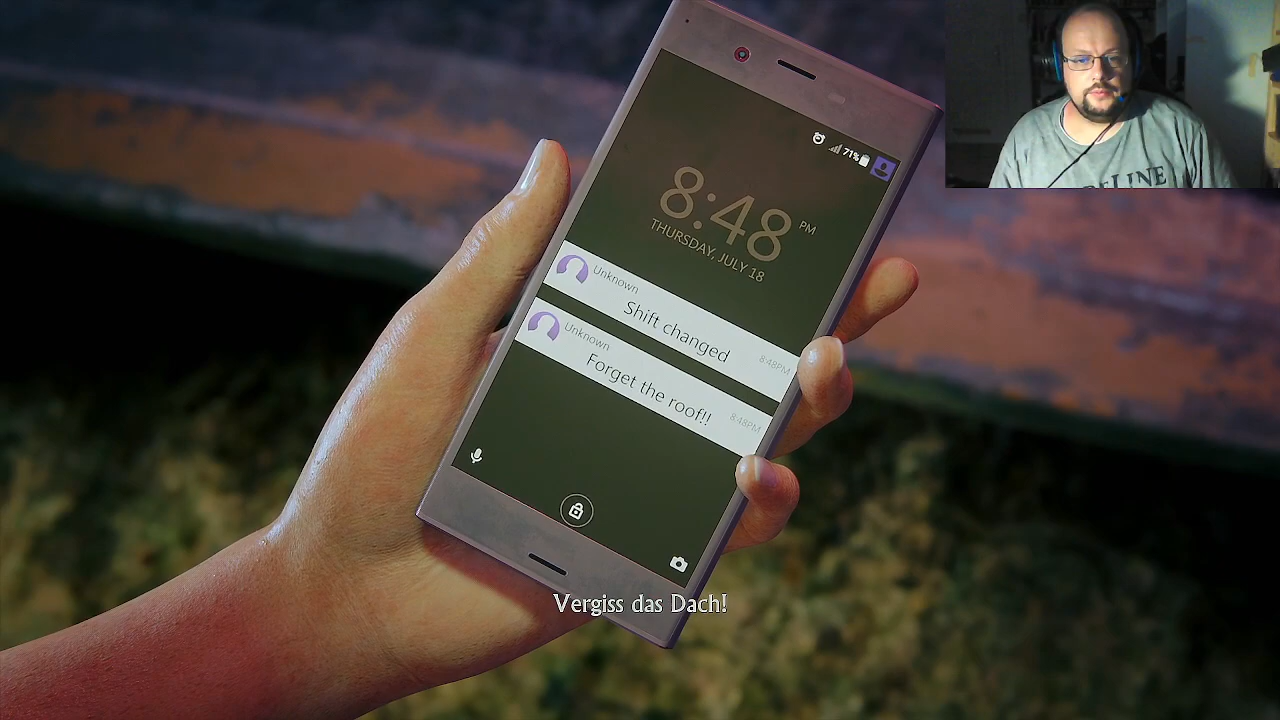 71%
8:48 PM
THURSDAY, JULY 18
Unknown
Shift changed
8:48PM
Unknown
Forget the roof!!
8:48PM
Vergiss das Dach!